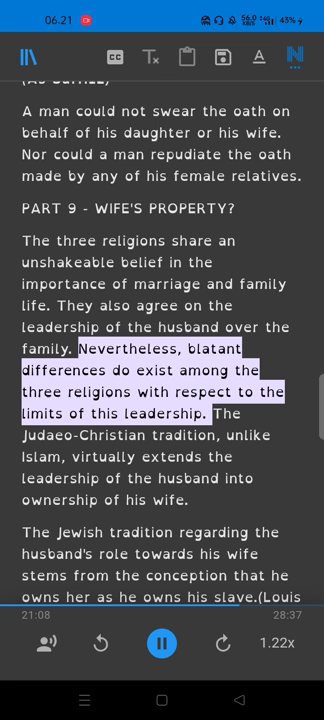 06.21
56.0 KB/s
43%
CC
A man could not swear the oath on
behalf of his daughter or his wife.
Nor could a man repudiate the oath
made by any of his female relatives.
PART 9 - WIFE'S PROPERTY?
The three religions share an
unshakeable belief in the
importance of marriage and family
life. They also agree on the
leadership of the husband over the
family. Nevertheless, blatant
differences do exist among the
three religions with respect to the
limits of this leadership. The
Judaeo-Christian tradition, unlike
Islam, virtually extends the
leadership of the husband into
ownership of his wife.
The Jewish tradition regarding the
husband's role towards his wife
stems from the conception that he
owns her as he owns his slave.(Louis
21:08
28:37
1.22x